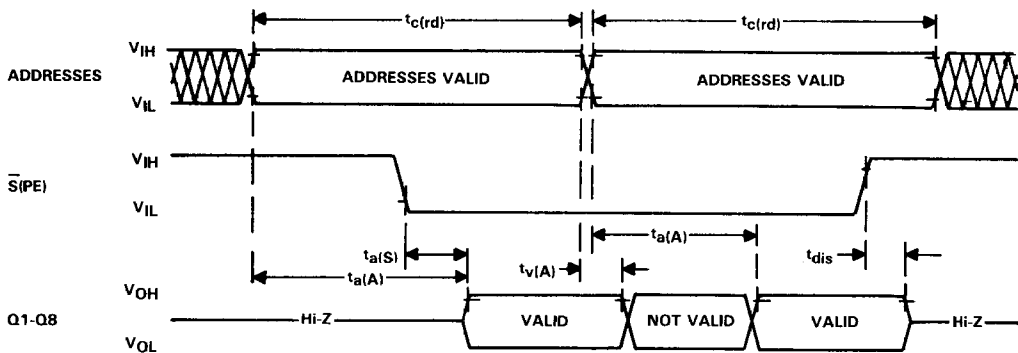 tc(rd) tc(rd)
VIH
ADDRESSES ADDRESSES VALID ADDRESSES VALID
VIL
VIH
S̅(PE)
VIL
ta(A)
ta(S) tv(A) tdis
ta(A)
VOH
Q1-Q8 Hi-Z VALID NOT VALID VALID Hi-Z
VOL